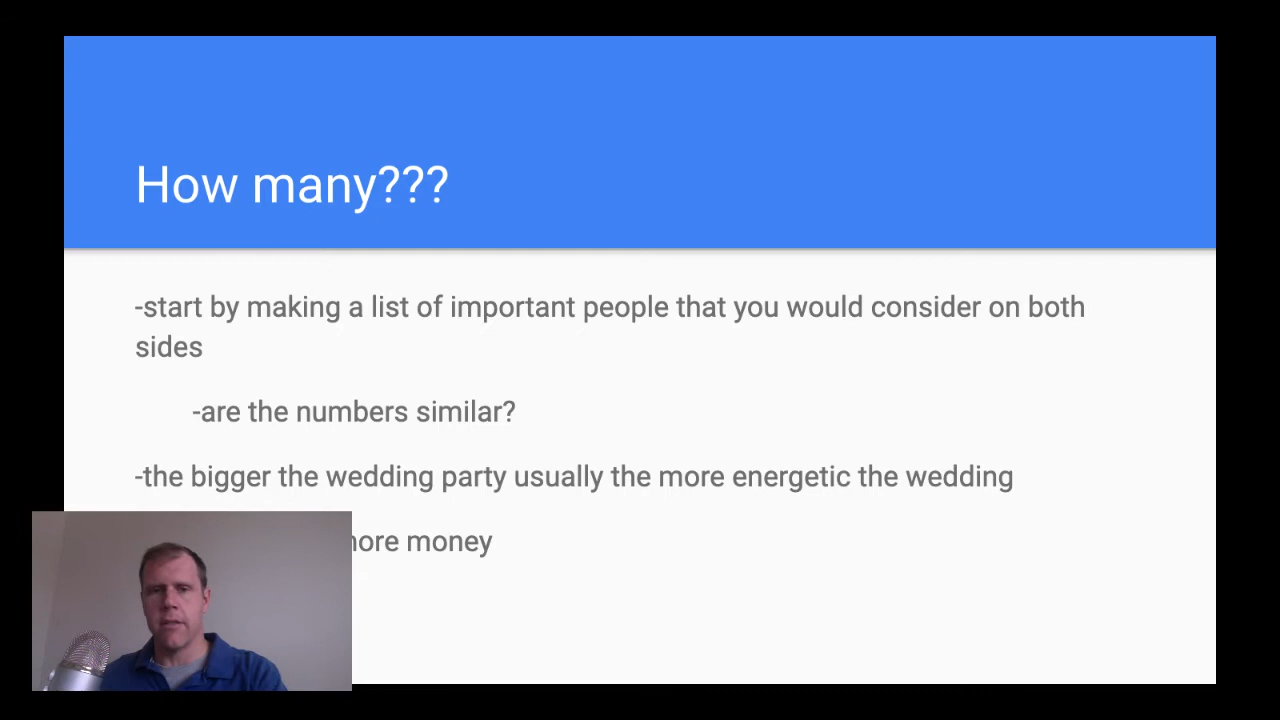 How many???
-start by making a list of important people that you would consider on both
sides
-are the numbers similar?
-the bigger the wedding party usually the more energetic the wedding
money